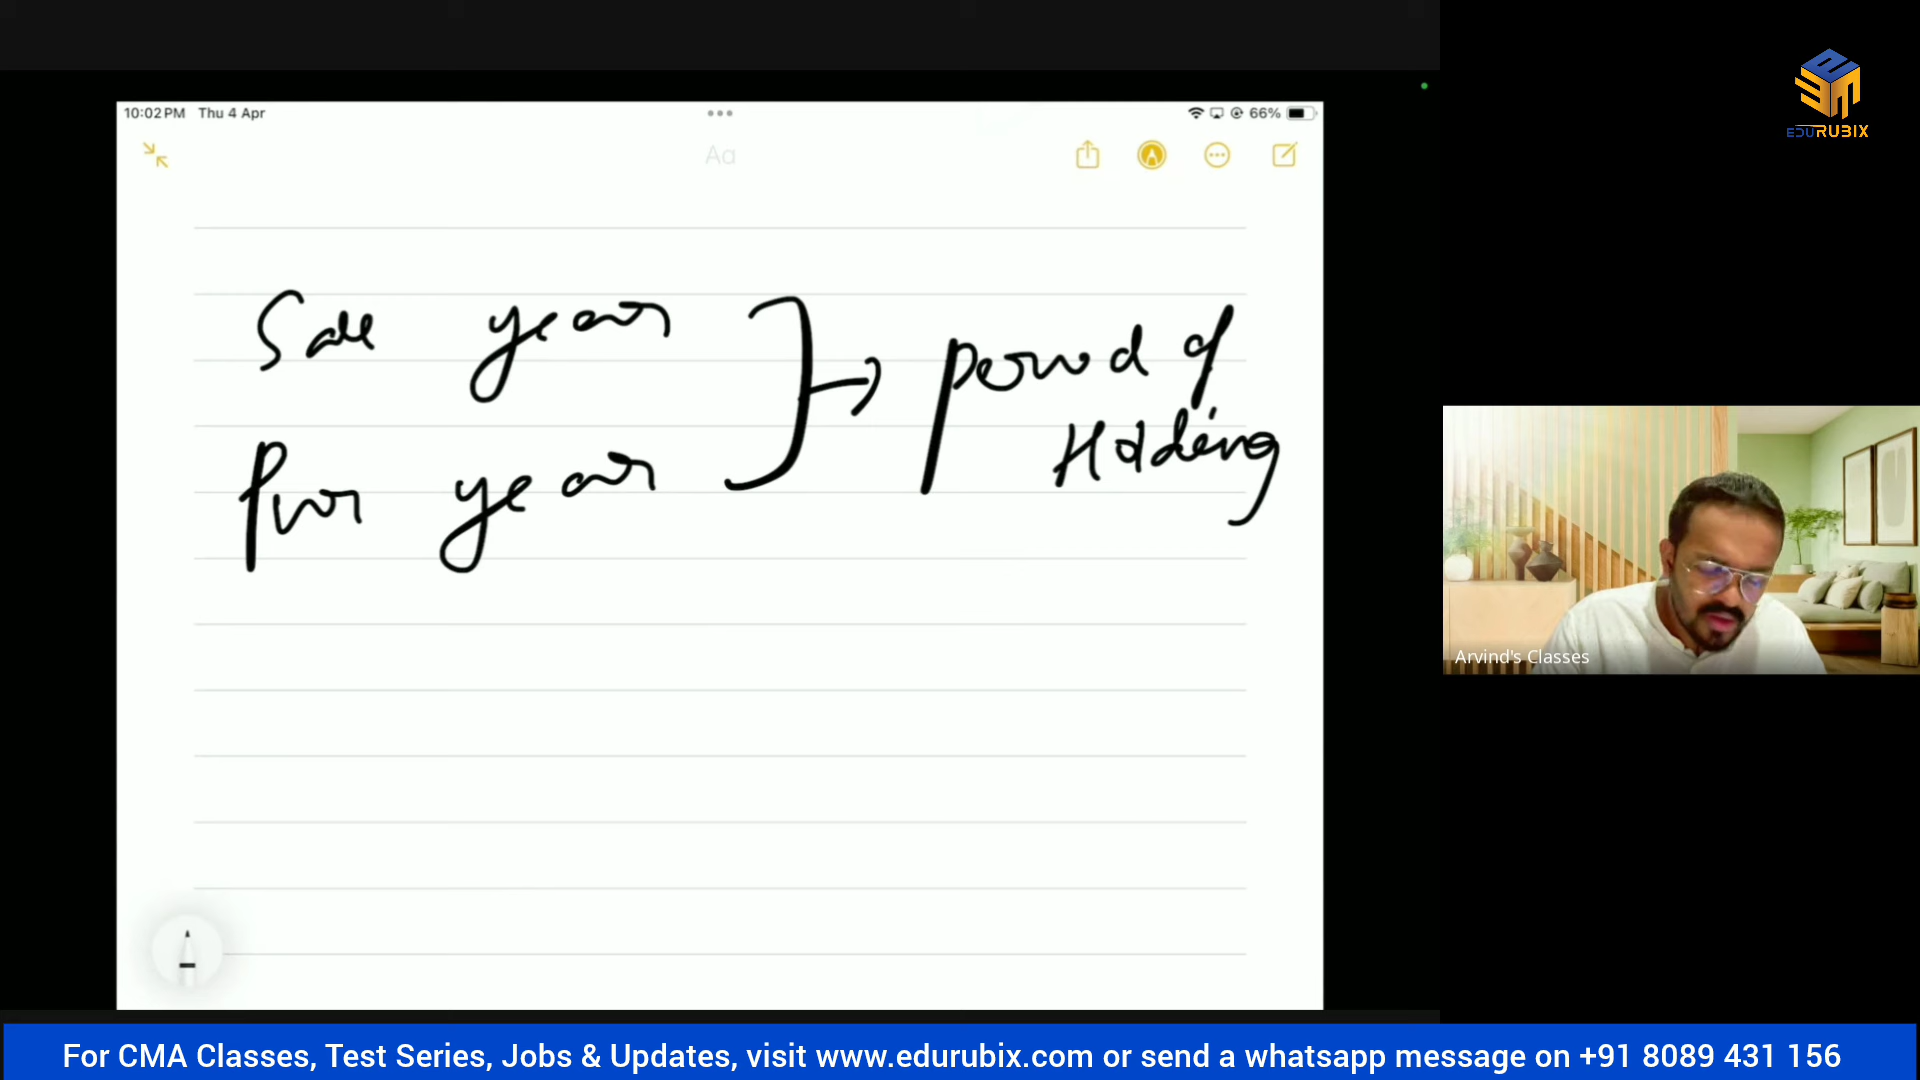 10:02 PM Thu 4 Apr
66%
Aa
Sale year
Pur year
Period of
Holding
EDURUBIX
Arvind's Classes
For CMA Classes, Test Series, Jobs & Updates, visit www.edurubix.com or send a whatsapp message on +91 8089 431 156